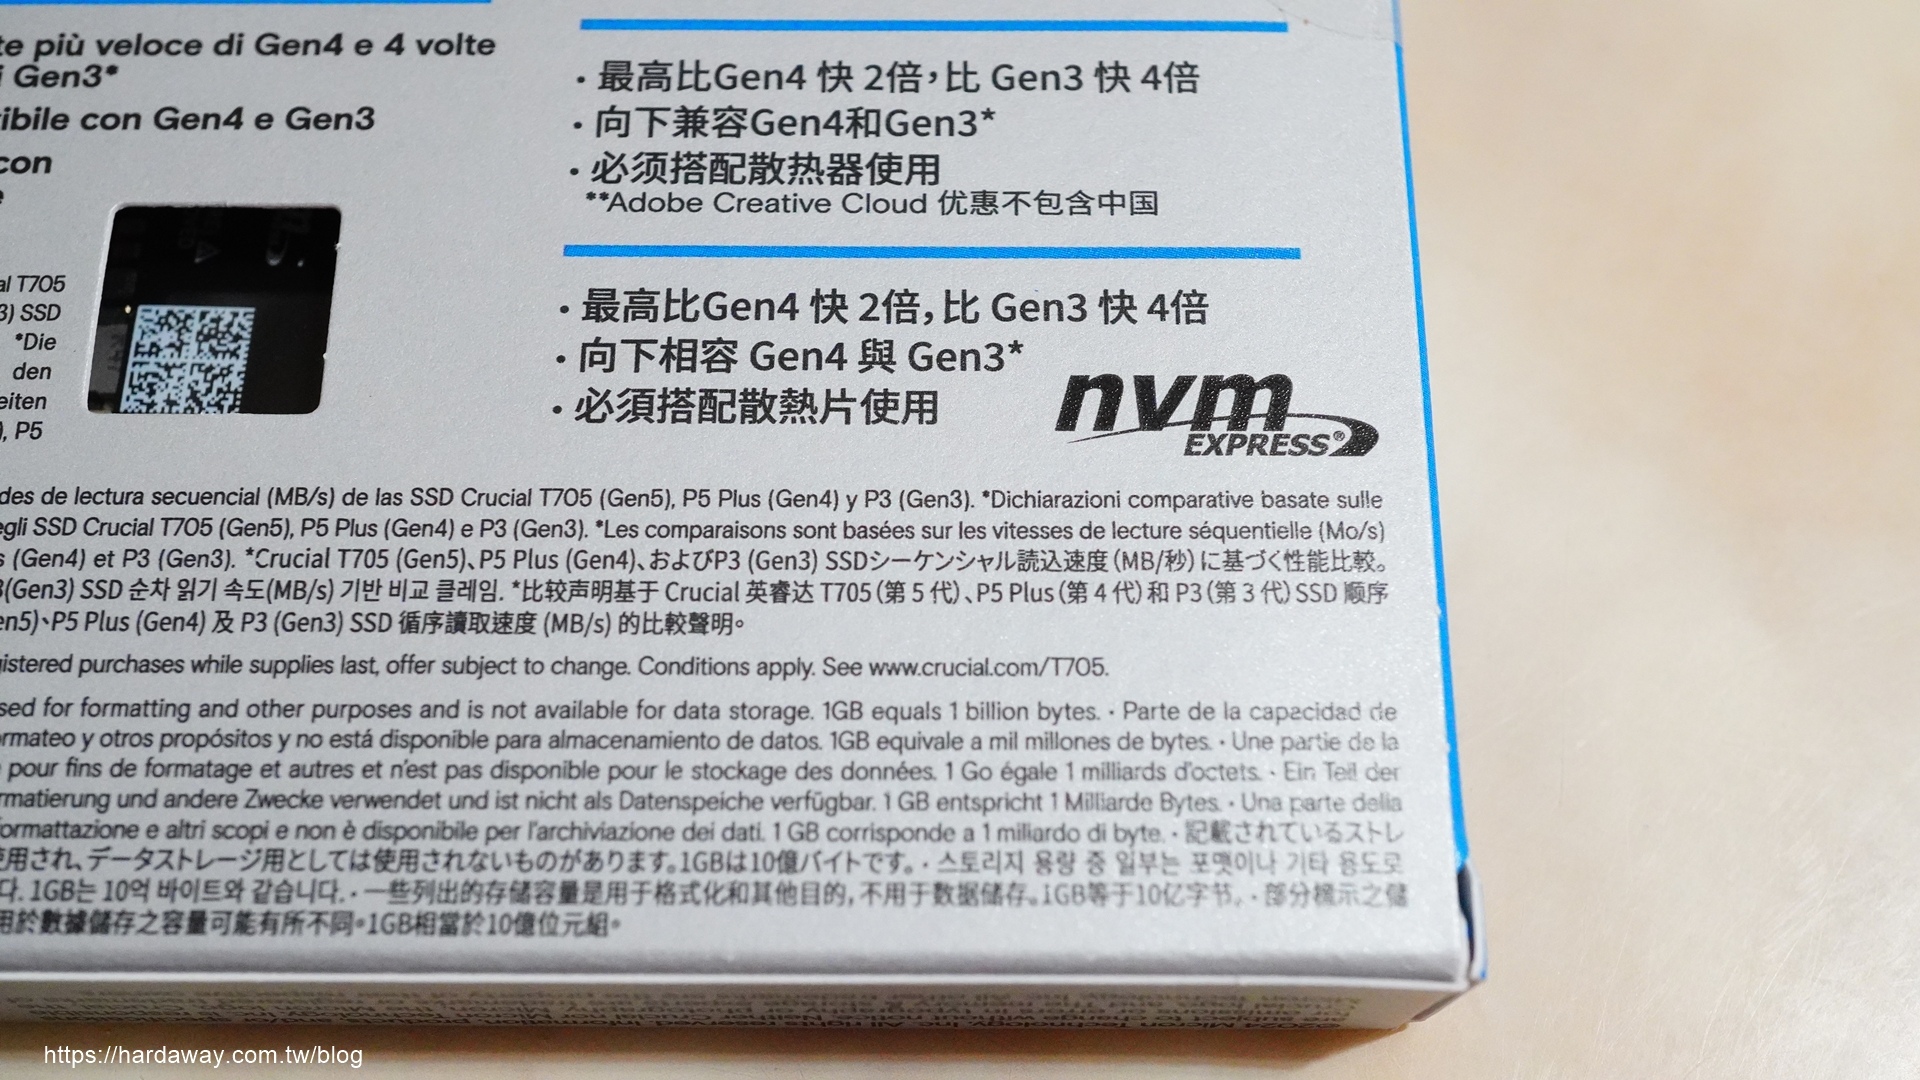 te più veloce di Gen4 e 4 volte
i Gen3*
ibile con Gen4 e Gen3
con
al T705
3) SSD
*Die
den
eiten
), P5
· 最高比Gen4 快 2倍，比 Gen3 快 4倍
· 向下兼容Gen4和Gen3*
· 必须搭配散热器使用
**Adobe Creative Cloud 优惠不包含中国
· 最高比Gen4 快 2倍，比 Gen3 快 4倍
· 向下相容 Gen4 與 Gen3*
· 必須搭配散熱片使用
nvm
EXPRESS®
des de lectura secuencial (MB/s) de las SSD Crucial T705 (Gen5), P5 Plus (Gen4) y P3 (Gen3). *Dichiarazioni comparative basate sulle
egli SSD Crucial T705 (Gen5), P5 Plus (Gen4) e P3 (Gen3). *Les comparaisons sont basées sur les vitesses de lecture séquentielle (Mo/s)
s (Gen4) et P3 (Gen3). *Crucial T705 (Gen5)、P5 Plus (Gen4)、およびP3 (Gen3) SSDシーケンシャル読込速度（MB/秒）に基づく性能比較。
3(Gen3) SSD 순차 읽기 속도(MB/s) 기반 비교 클레임. *比较声明基于 Crucial 英睿达 T705（第 5 代）、P5 Plus（第 4 代）和 P3（第 3 代）SSD 顺序
en5)、P5 Plus (Gen4) 及 P3 (Gen3) SSD 循序讀取速度 (MB/s) 的比較聲明。
gistered purchases while supplies last, offer subject to change. Conditions apply. See www.crucial.com/T705.
sed for formatting and other purposes and is not available for data storage. 1GB equals 1 billion bytes. · Parte de la capacidad de
ormateo y otros propósitos y no está disponible para almacenamiento de datos. 1GB equivale a mil millones de bytes. · Une partie de la
pour fins de formatage et autres et n'est pas disponible pour le stockage des données. 1 Go égale 1 milliards d'octets. · Ein Teil der
rmatierung und andere Zwecke verwendet und ist nicht als Datenspeiche verfügbar. 1 GB entspricht 1 Milliarde Bytes. · Una parte della
formattazione e altri scopi e non è disponibile per l'archiviazione dei dati. 1 GB corrisponde a 1 miliardo di byte. · 記載されているストレ
使用され、データストレージ用としては使用されないものがあります。1GBは10億バイトです。· 스토리지 용량 중 일부는 포맷이나 기타 용도로
다. 1GB는 10억 바이트와 같습니다. · 一些列出的存储容量是用于格式化和其他目的，不用于数据储存。1GB等于10亿字节。· 部分標示之儲
用於數據儲存之容量可能有所不同。1GB相當於10億位元組。
https://hardaway.com.tw/blog